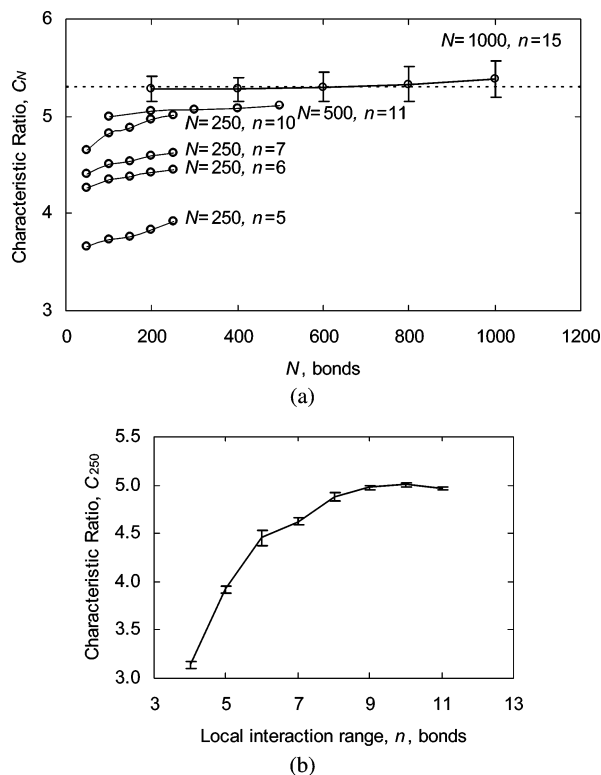 6
N=1000, n=15
5
N=500, n=11
N=250, n=10
N=250, n=7
N=250, n=6
4
N=250, n=5
3
0 200 400 600 800 1000 1200
Characteristic Ratio, CN
N, bonds
(a)
5.5
5.0
4.5
4.0
3.5
3.0
3 5 7 9 11 13
Characteristic Ratio, C250
Local interaction range, n, bonds
(b)